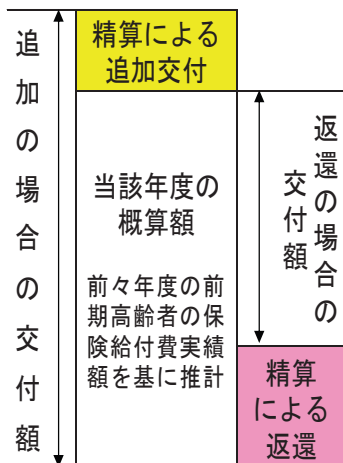 追加の場合の交付額
精算による
追加交付
当該年度の
概算額
前々年度の前
期高齢者の保
険給付費実績
額を基に推計
返還の場合の
交付額
精算
による
返還